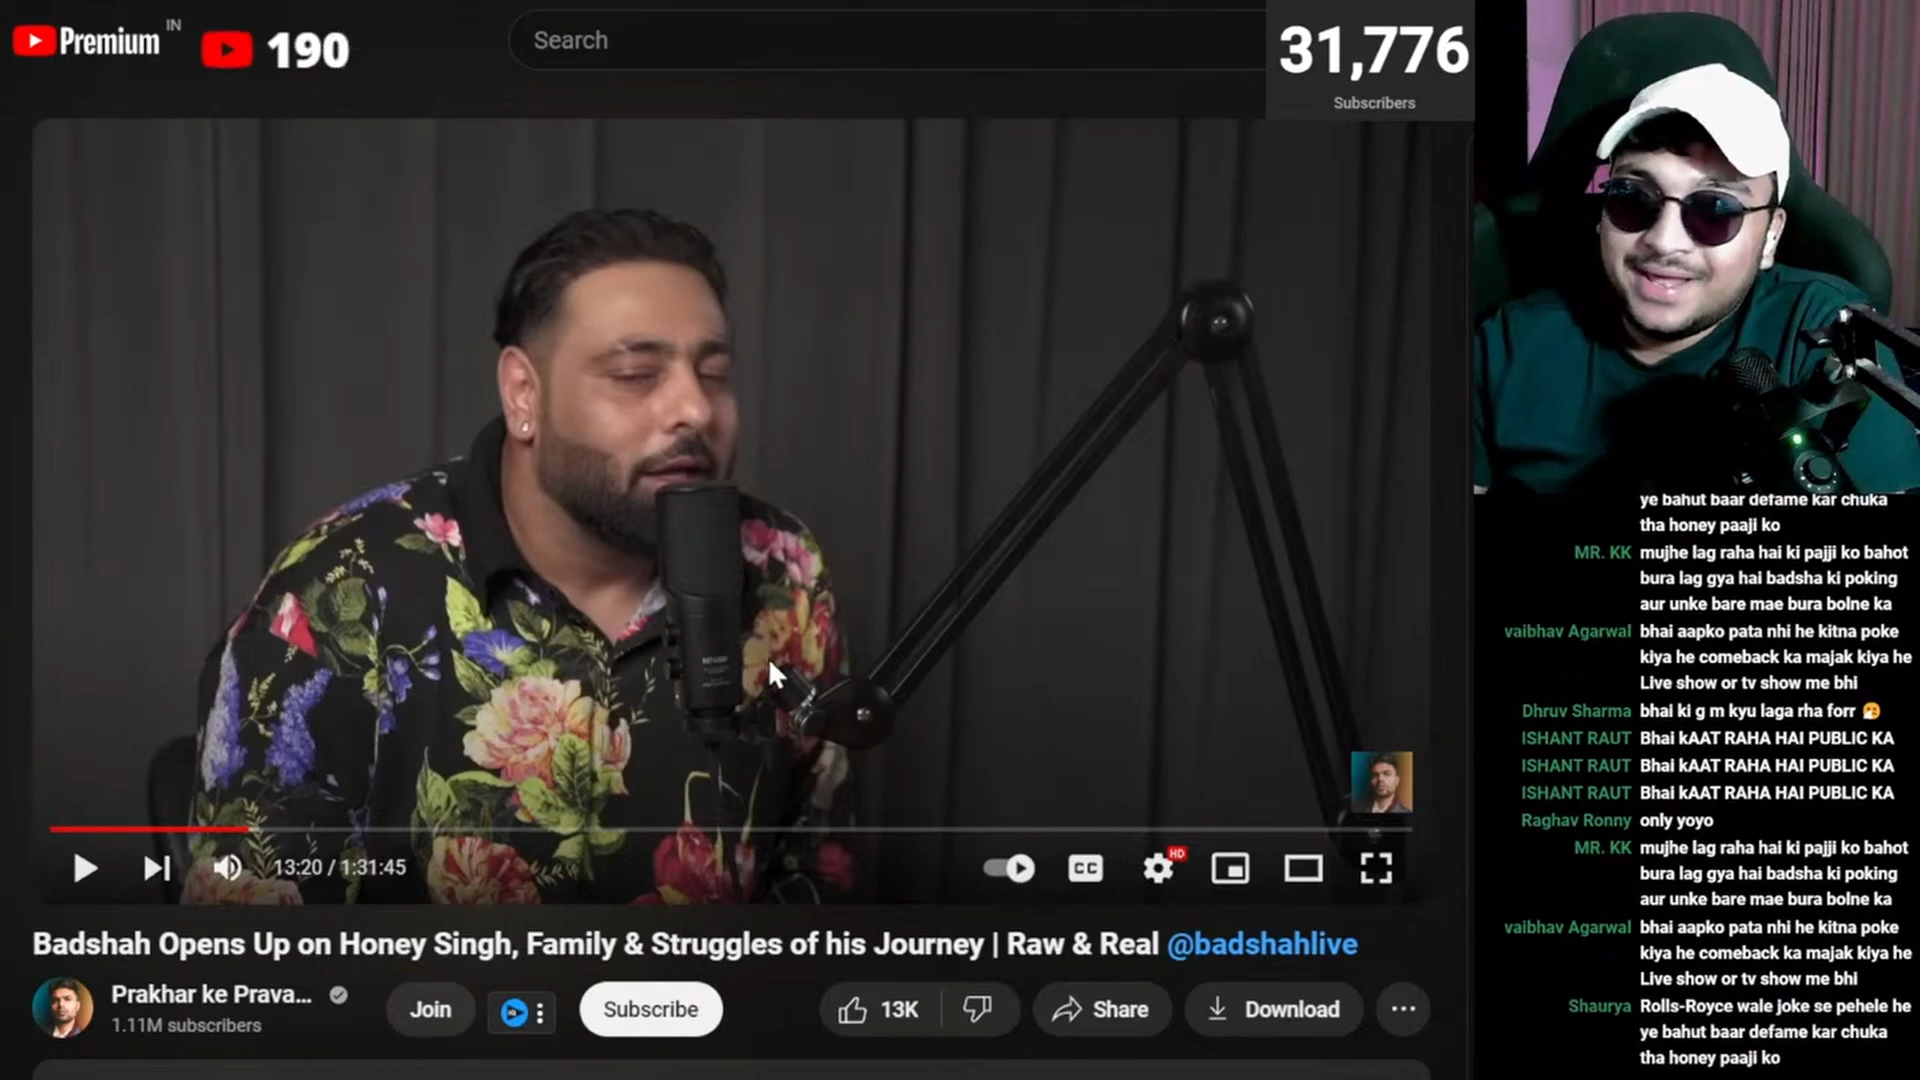 Premium IN
190
Search
31,776
Subscribers
13:20 / 1:31:45
CC
HD
Badshah Opens Up on Honey Singh, Family & Struggles of his Journey | Raw & Real @badshahlive
Prakhar ke Prava...
1.11M subscribers
Join
Subscribe
13K
Share
Download
ye bahut baar defame kar chuka
tha honey paaji ko
MR. KK mujhe lag raha hai ki pajji ko bahot
bura lag gya hai badsha ki poking
aur unke bare mae bura bolne ka
vaibhav Agarwal bhai aapko pata nhi he kitna poke
kiya he comeback ka majak kiya he
Live show or tv show me bhi
Dhruv Sharma bhai ki g m kyu laga rha forr 🤧
ISHANT RAUT Bhai kAAT RAHA HAI PUBLIC KA
ISHANT RAUT Bhai kAAT RAHA HAI PUBLIC KA
ISHANT RAUT Bhai kAAT RAHA HAI PUBLIC KA
Raghav Ronny only yoyo
MR. KK mujhe lag raha hai ki pajji ko bahot
bura lag gya hai badsha ki poking
aur unke bare mae bura bolne ka
vaibhav Agarwal bhai aapko pata nhi he kitna poke
kiya he comeback ka majak kiya he
Live show or tv show me bhi
Shaurya Rolls-Royce wale joke se pehele he
ye bahut baar defame kar chuka
tha honey paaji ko